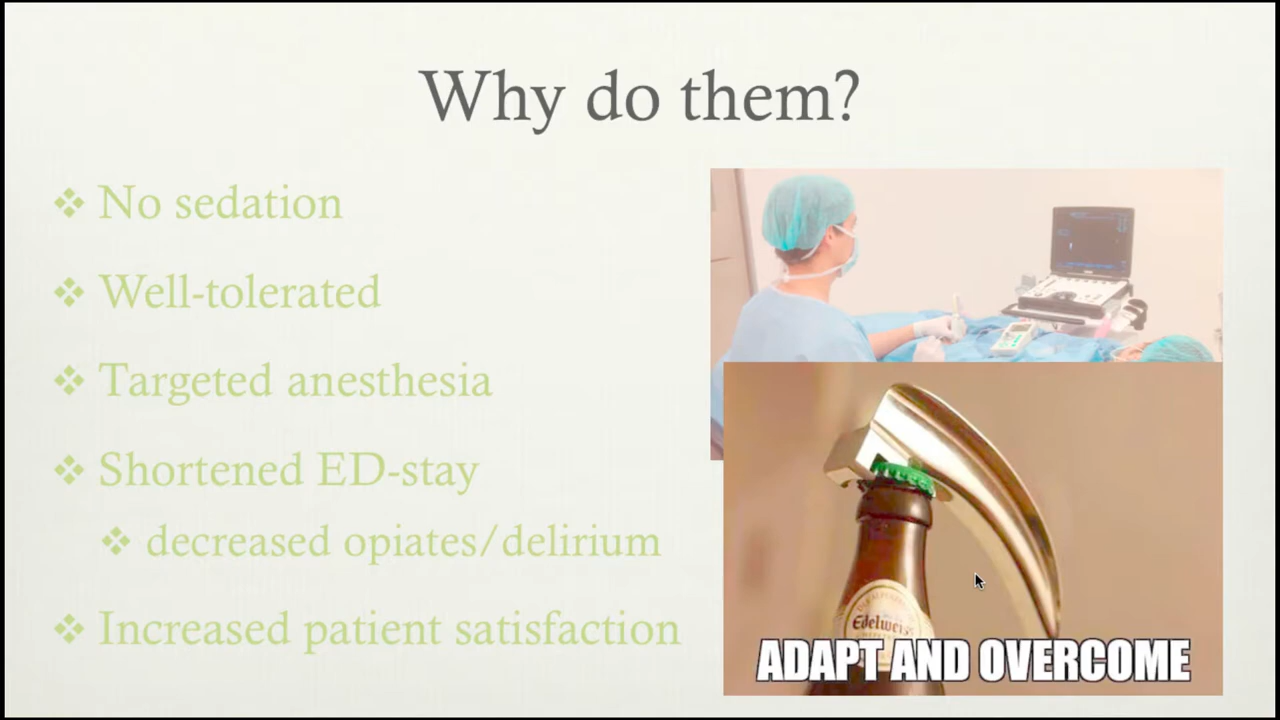 Why do them?
No sedation
Well-tolerated
Targeted anesthesia
Shortened ED-stay
decreased opiates/delirium
Increased patient satisfaction
Edelweiss
ADAPT AND OVERCOME